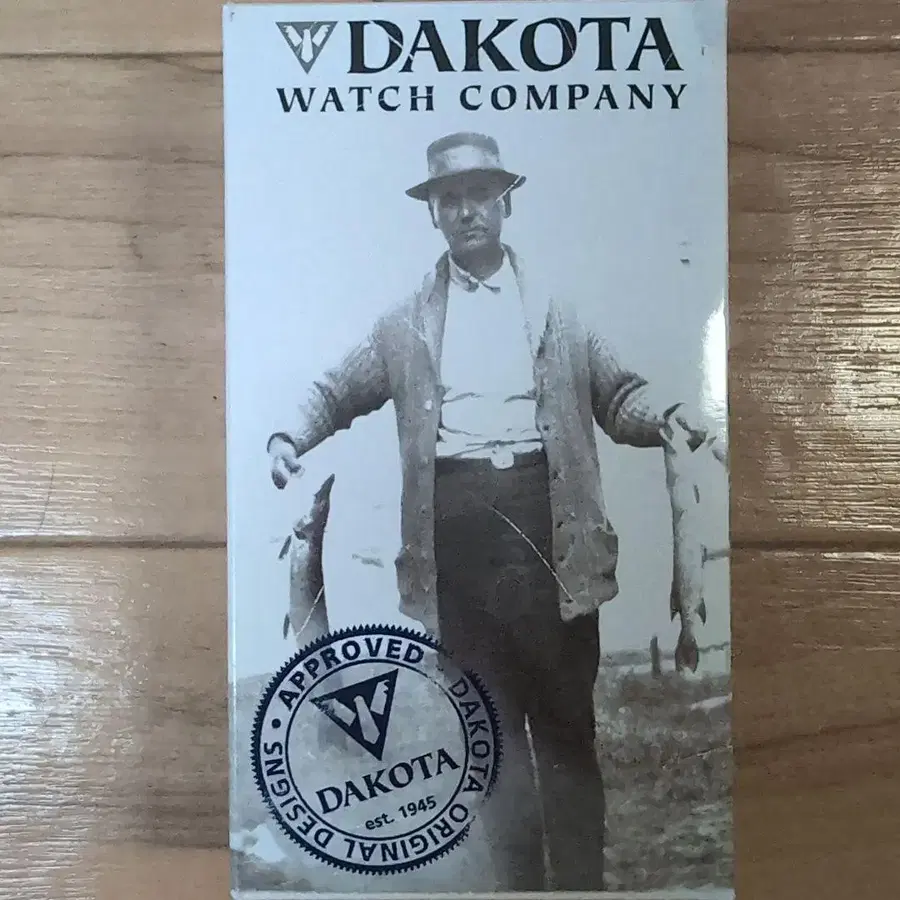 DAKOTA
WATCH COMPANY
APPROVED • DAKOTA ORIGINAL DESIGNS •
DAKOTA
est. 1945